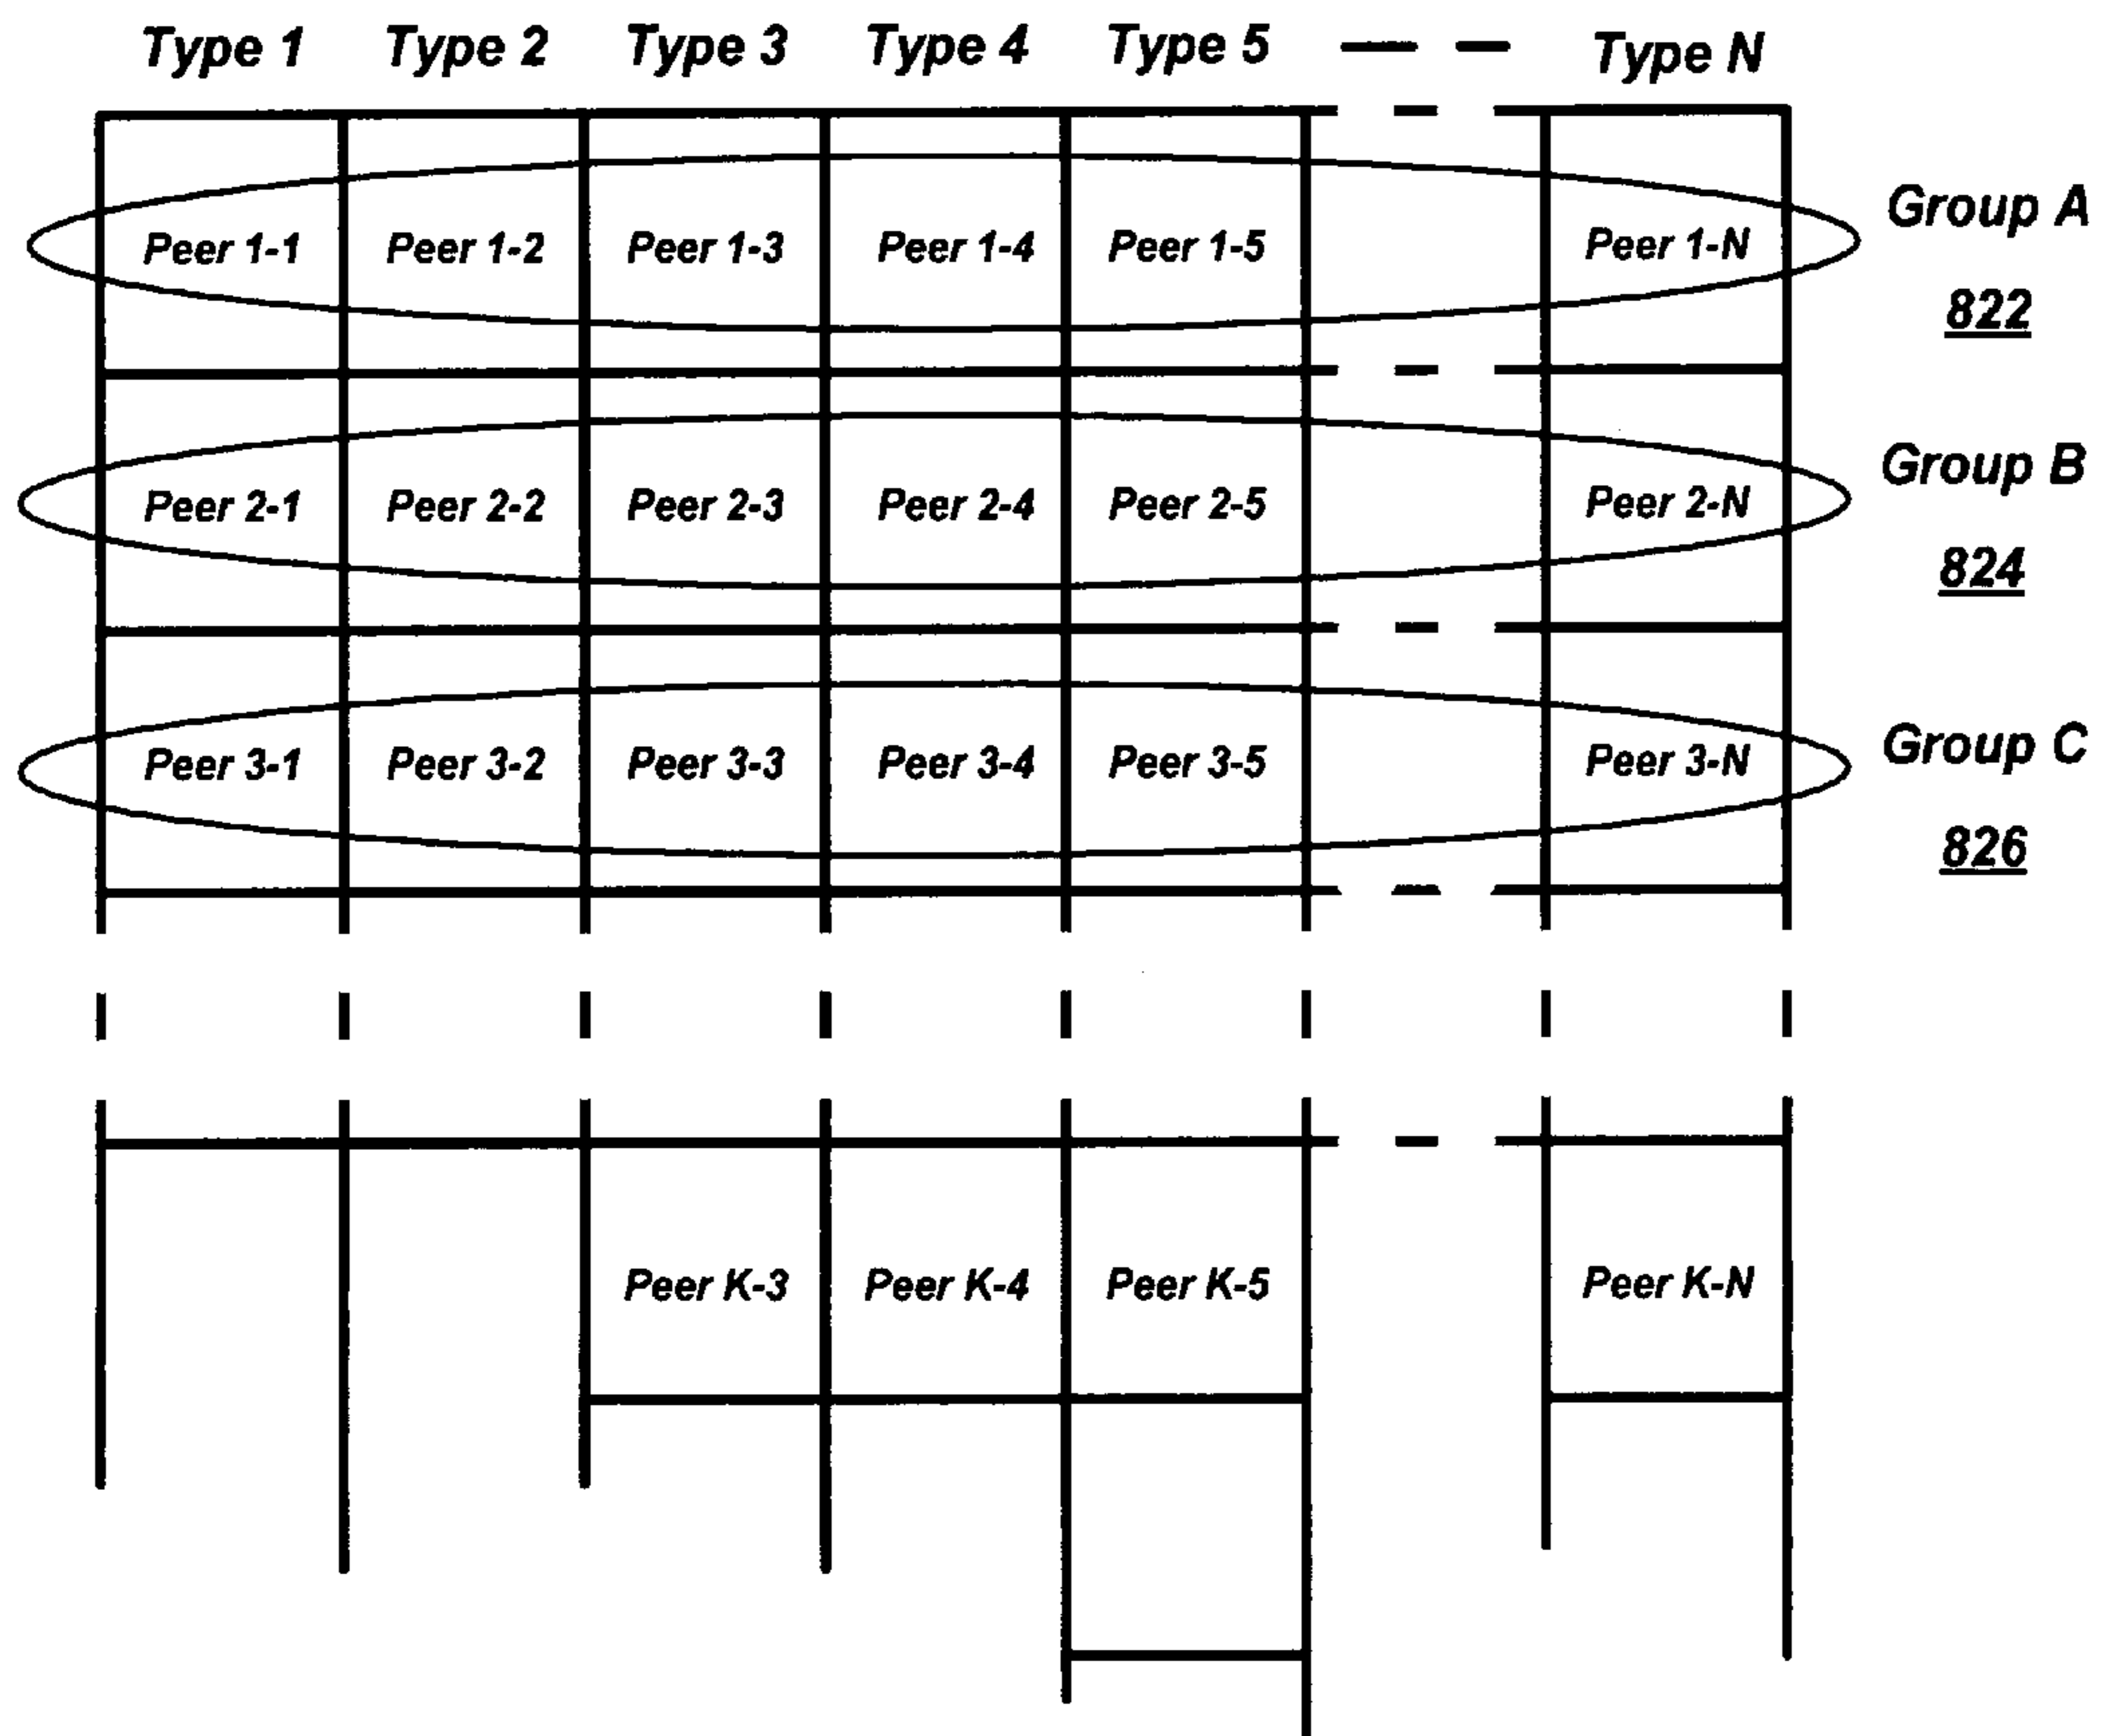 Type 1 Type 2 Type 3 Type 4 Type 5 Type N
Peer 1-1 Peer 1-2 Peer 1-3 Peer 1-4 Peer 1-5 Peer 1-N
Group A
822
Peer 2-1 Peer 2-2 Peer 2-3 Peer 2-4 Peer 2-5 Peer 2-N
Group B
824
Peer 3-1 Peer 3-2 Peer 3-3 Peer 3-4 Peer 3-5 Peer 3-N
Group C
826
Peer K-3 Peer K-4 Peer K-5 Peer K-N